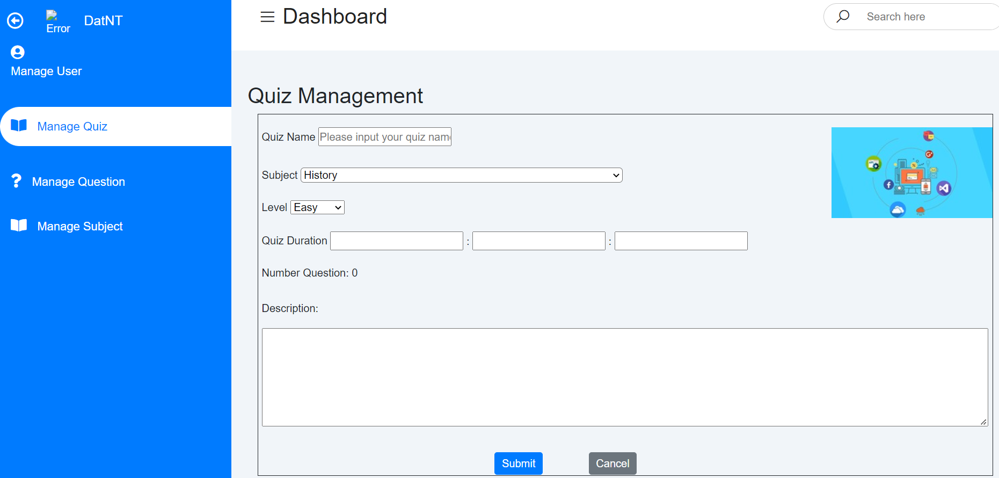 Error
DatNT
Manage User
Manage Quiz
Manage Question
Manage Subject
Dashboard
Search here
Quiz Management
Quiz Name Please input your quiz nam
Subject History
Level Easy
Quiz Duration : :
Number Question: 0
Description:
Submit Cancel